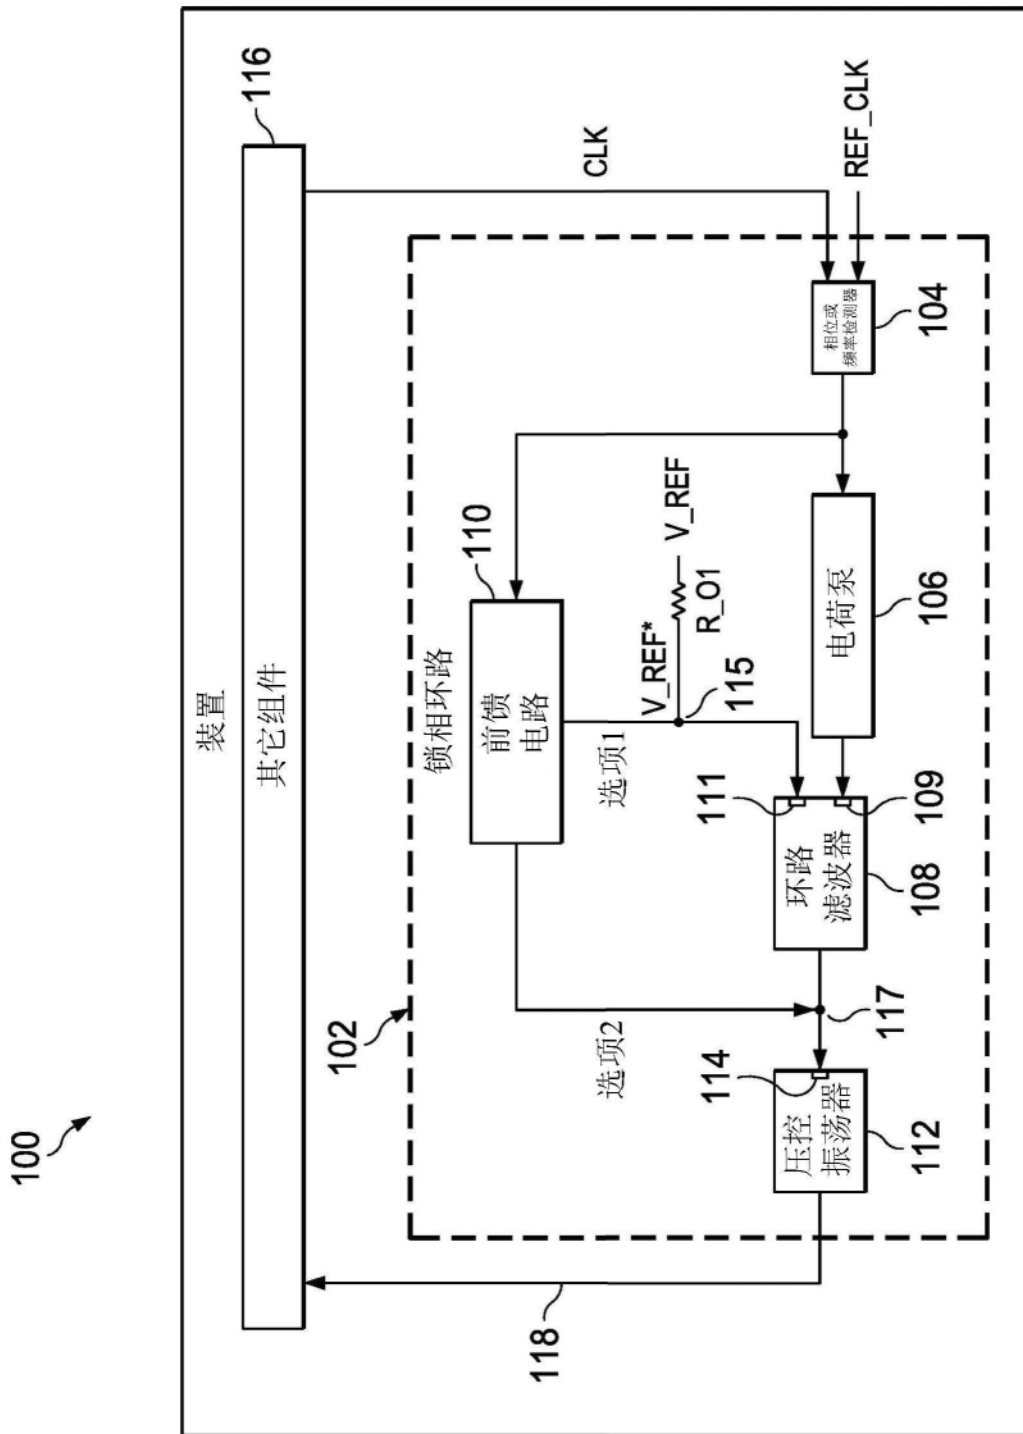 100
装置
其它组件
116
118
102
锁相环路
CLK
REF_CLK
前馈
电路
110
选项2
选项1
V_REF*
V_REF
R_O1
115
114
111
压控
振荡器
112
117
环路
滤波器
108
109
电荷泵
106
相位或
频率检测器
104